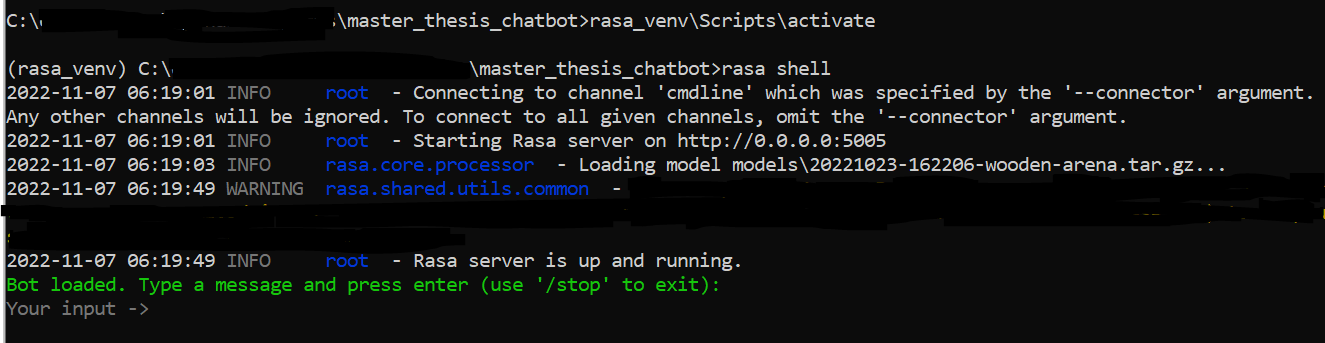 C:\ \master_thesis_chatbot>rasa_venv\Scripts\activate
(rasa_venv) C:\ \master_thesis_chatbot>rasa shell
2022-11-07 06:19:01 INFO     root  - Connecting to channel 'cmdline' which was specified by the '--connector' argument.
Any other channels will be ignored. To connect to all given channels, omit the '--connector' argument.
2022-11-07 06:19:01 INFO     root  - Starting Rasa server on http://0.0.0.0:5005
2022-11-07 06:19:03 INFO     rasa.core.processor  - Loading model models\20221023-162206-wooden-arena.tar.gz...
2022-11-07 06:19:49 WARNING  rasa.shared.utils.common  -
2022-11-07 06:19:49 INFO     root  - Rasa server is up and running.
Bot loaded. Type a message and press enter (use '/stop' to exit):
Your input ->